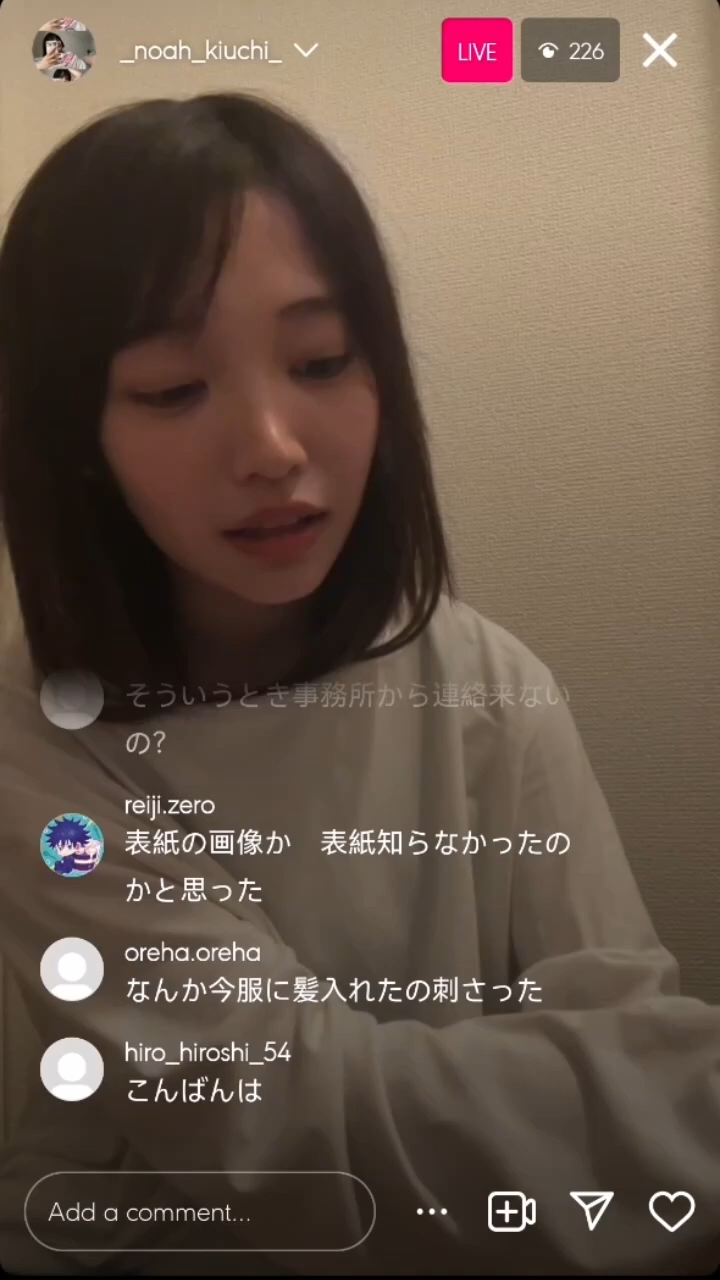 _noah_kiuchi_
LIVE
226
そういうとき事務所から連絡来ない
の?
reiji.zero
表紙の画像か　表紙知らなかったの
かと思った
oreha.oreha
なんか今服に髪入れたの刺さった
hiro_hiroshi_54
こんばんは
Add a comment...